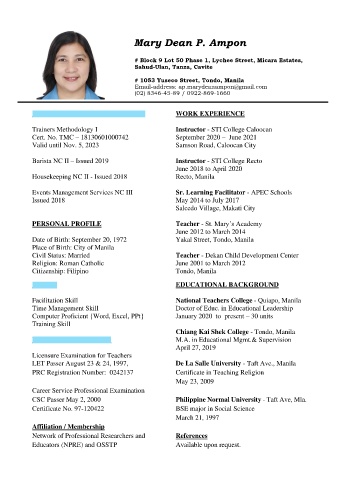 Mary Dean P. Ampon
# Block 9 Lot 50 Phase 1, Lychee Street, Micara Estates,
Sahud-Ulan, Tanza, Cavite
# 1053 Yuseco Street, Tondo, Manila
Email-address: ap.marydeanampon@gmail.com
(02) 8346-45-89 / 0922-869-1660
Trainers Methodology I
Cert. No. TMC – 18130601000742
Valid until Nov. 5, 2023
Barista NC II – Issued 2019
Housekeeping NC II - Issued 2018
Events Management Services NC III
Issued 2018
PERSONAL PROFILE
Date of Birth: September 20, 1972
Place of Birth: City of Manila
Civil Status: Married
Religion: Roman Catholic
Citizenship: Filipino
Facilitation Skill
Time Management Skill
Computer Proficient {Word, Excel, PPt}
Training Skill
Licensure Examination for Teachers
LET Passer August 23 & 24, 1997,
PRC Registration Number: 0242137
Career Service Professional Examination
CSC Passer May 2, 2000
Certificate No. 97-120422
Affiliation / Membership
Network of Professional Researchers and
Educators (NPRE) and OSSTP
WORK EXPERIENCE
Instructor - STI College Caloocan
September 2020 – June 2021
Samson Road, Caloocan City
Instructor - STI College Recto
June 2018 to April 2020
Recto, Manila
Sr. Learning Facilitator - APEC Schools
May 2014 to July 2017
Salcedo Village, Makati City
Teacher - St. Mary's Academy
June 2012 to March 2014
Yakal Street, Tondo, Manila
Teacher - Dekan Child Development Center
June 2001 to March 2012
Tondo, Manila
EDUCATIONAL BACKGROUND
National Teachers College - Quiapo, Manila
Doctor of Educ. in Educational Leadership
January 2020 to present – 30 units
Chiang Kai Shek College - Tondo, Manila
M.A. in Educational Mgmt.& Supervision
April 27, 2019
De La Salle University - Taft Ave., Manila
Certificate in Teaching Religion
May 23, 2009
Philippine Normal University - Taft Ave, Mla.
BSE major in Social Science
March 21, 1997
References
Available upon request.